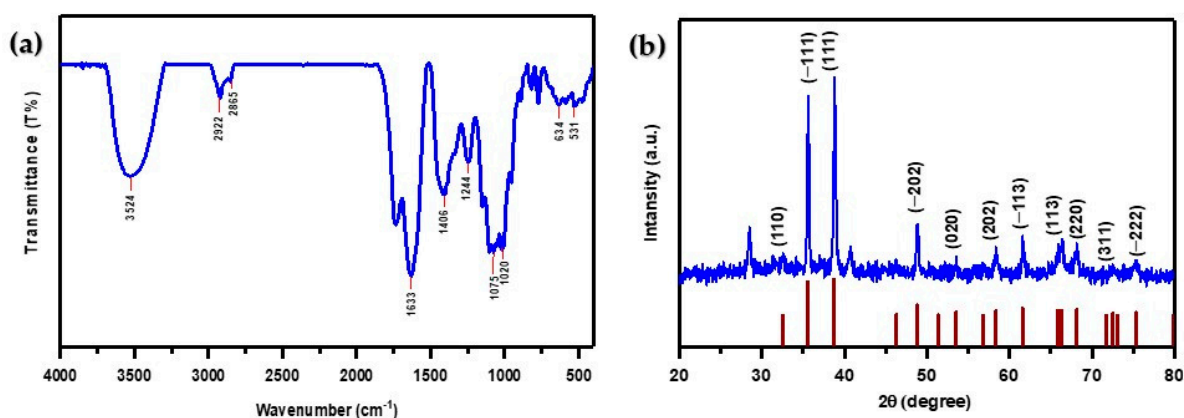 (a)
Transmittance (T%)
3524
2922
2865
1633
1406
1244
1075
1020
634
531
4000 3500 3000 2500 2000 1500 1000 500
Wavenumber (cm⁻¹)
(b)
Intansity (a.u.)
(110)
(−111)
(111)
(−202)
(020)
(202)
(−113)
(113)
(220)
(311)
(−222)
20 30 40 50 60 70 80
2θ (degree)